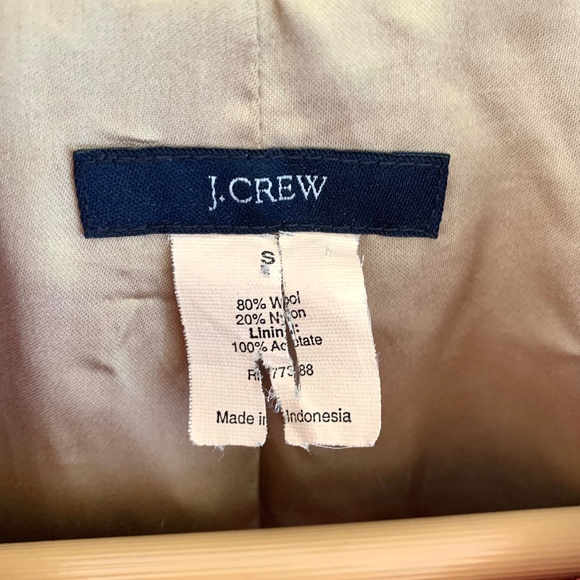 J.CREW
S
80% Wool
20% Nylon
Lining:
100% Acetate
Made in Indonesia